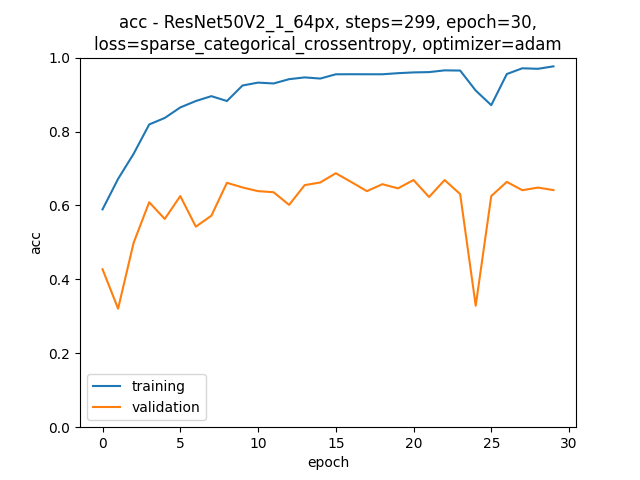 acc - ResNet50V2_1_64px, steps=299, epoch=30,
loss=sparse_categorical_crossentropy, optimizer=adam
1.0
0.8
0.6
0.4
0.2
0.0
acc
training
validation
0 5 10 15 20 25 30
epoch